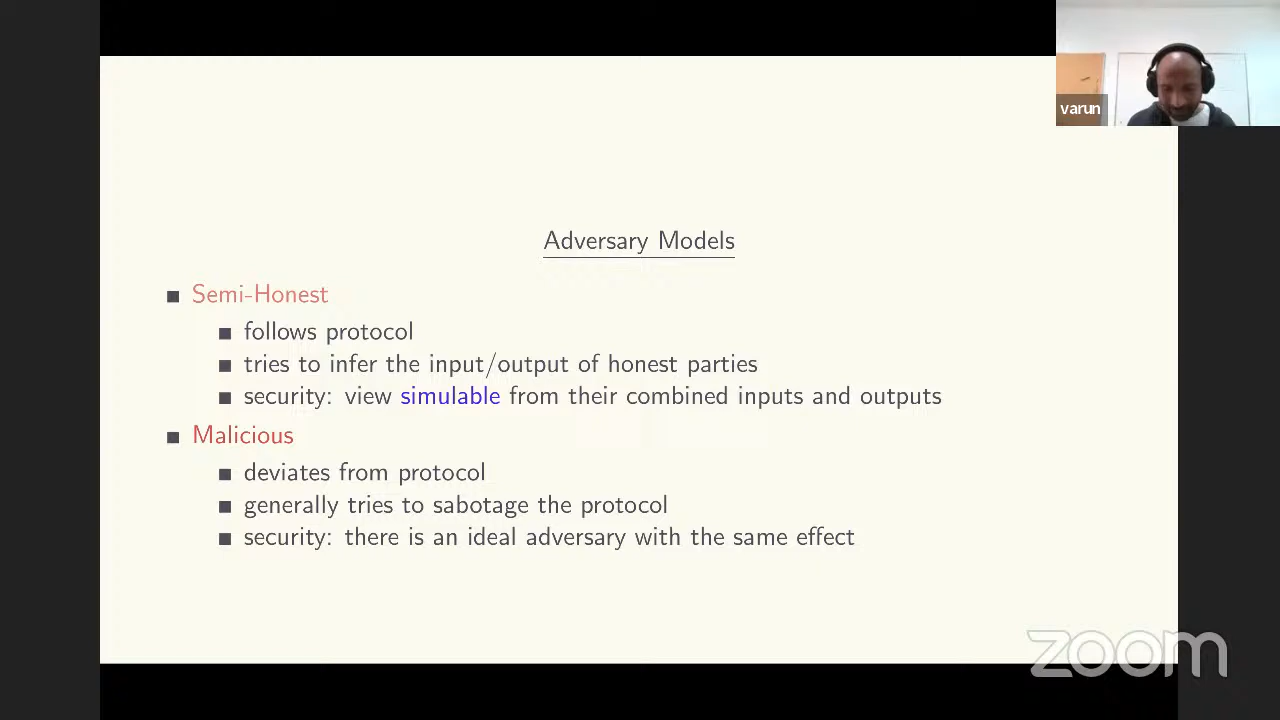 varun
Adversary Models
Semi-Honest
follows protocol
tries to infer the input/output of honest parties
security: view simulable from their combined inputs and outputs
Malicious
deviates from protocol
generally tries to sabotage the protocol
security: there is an ideal adversary with the same effect
zoom